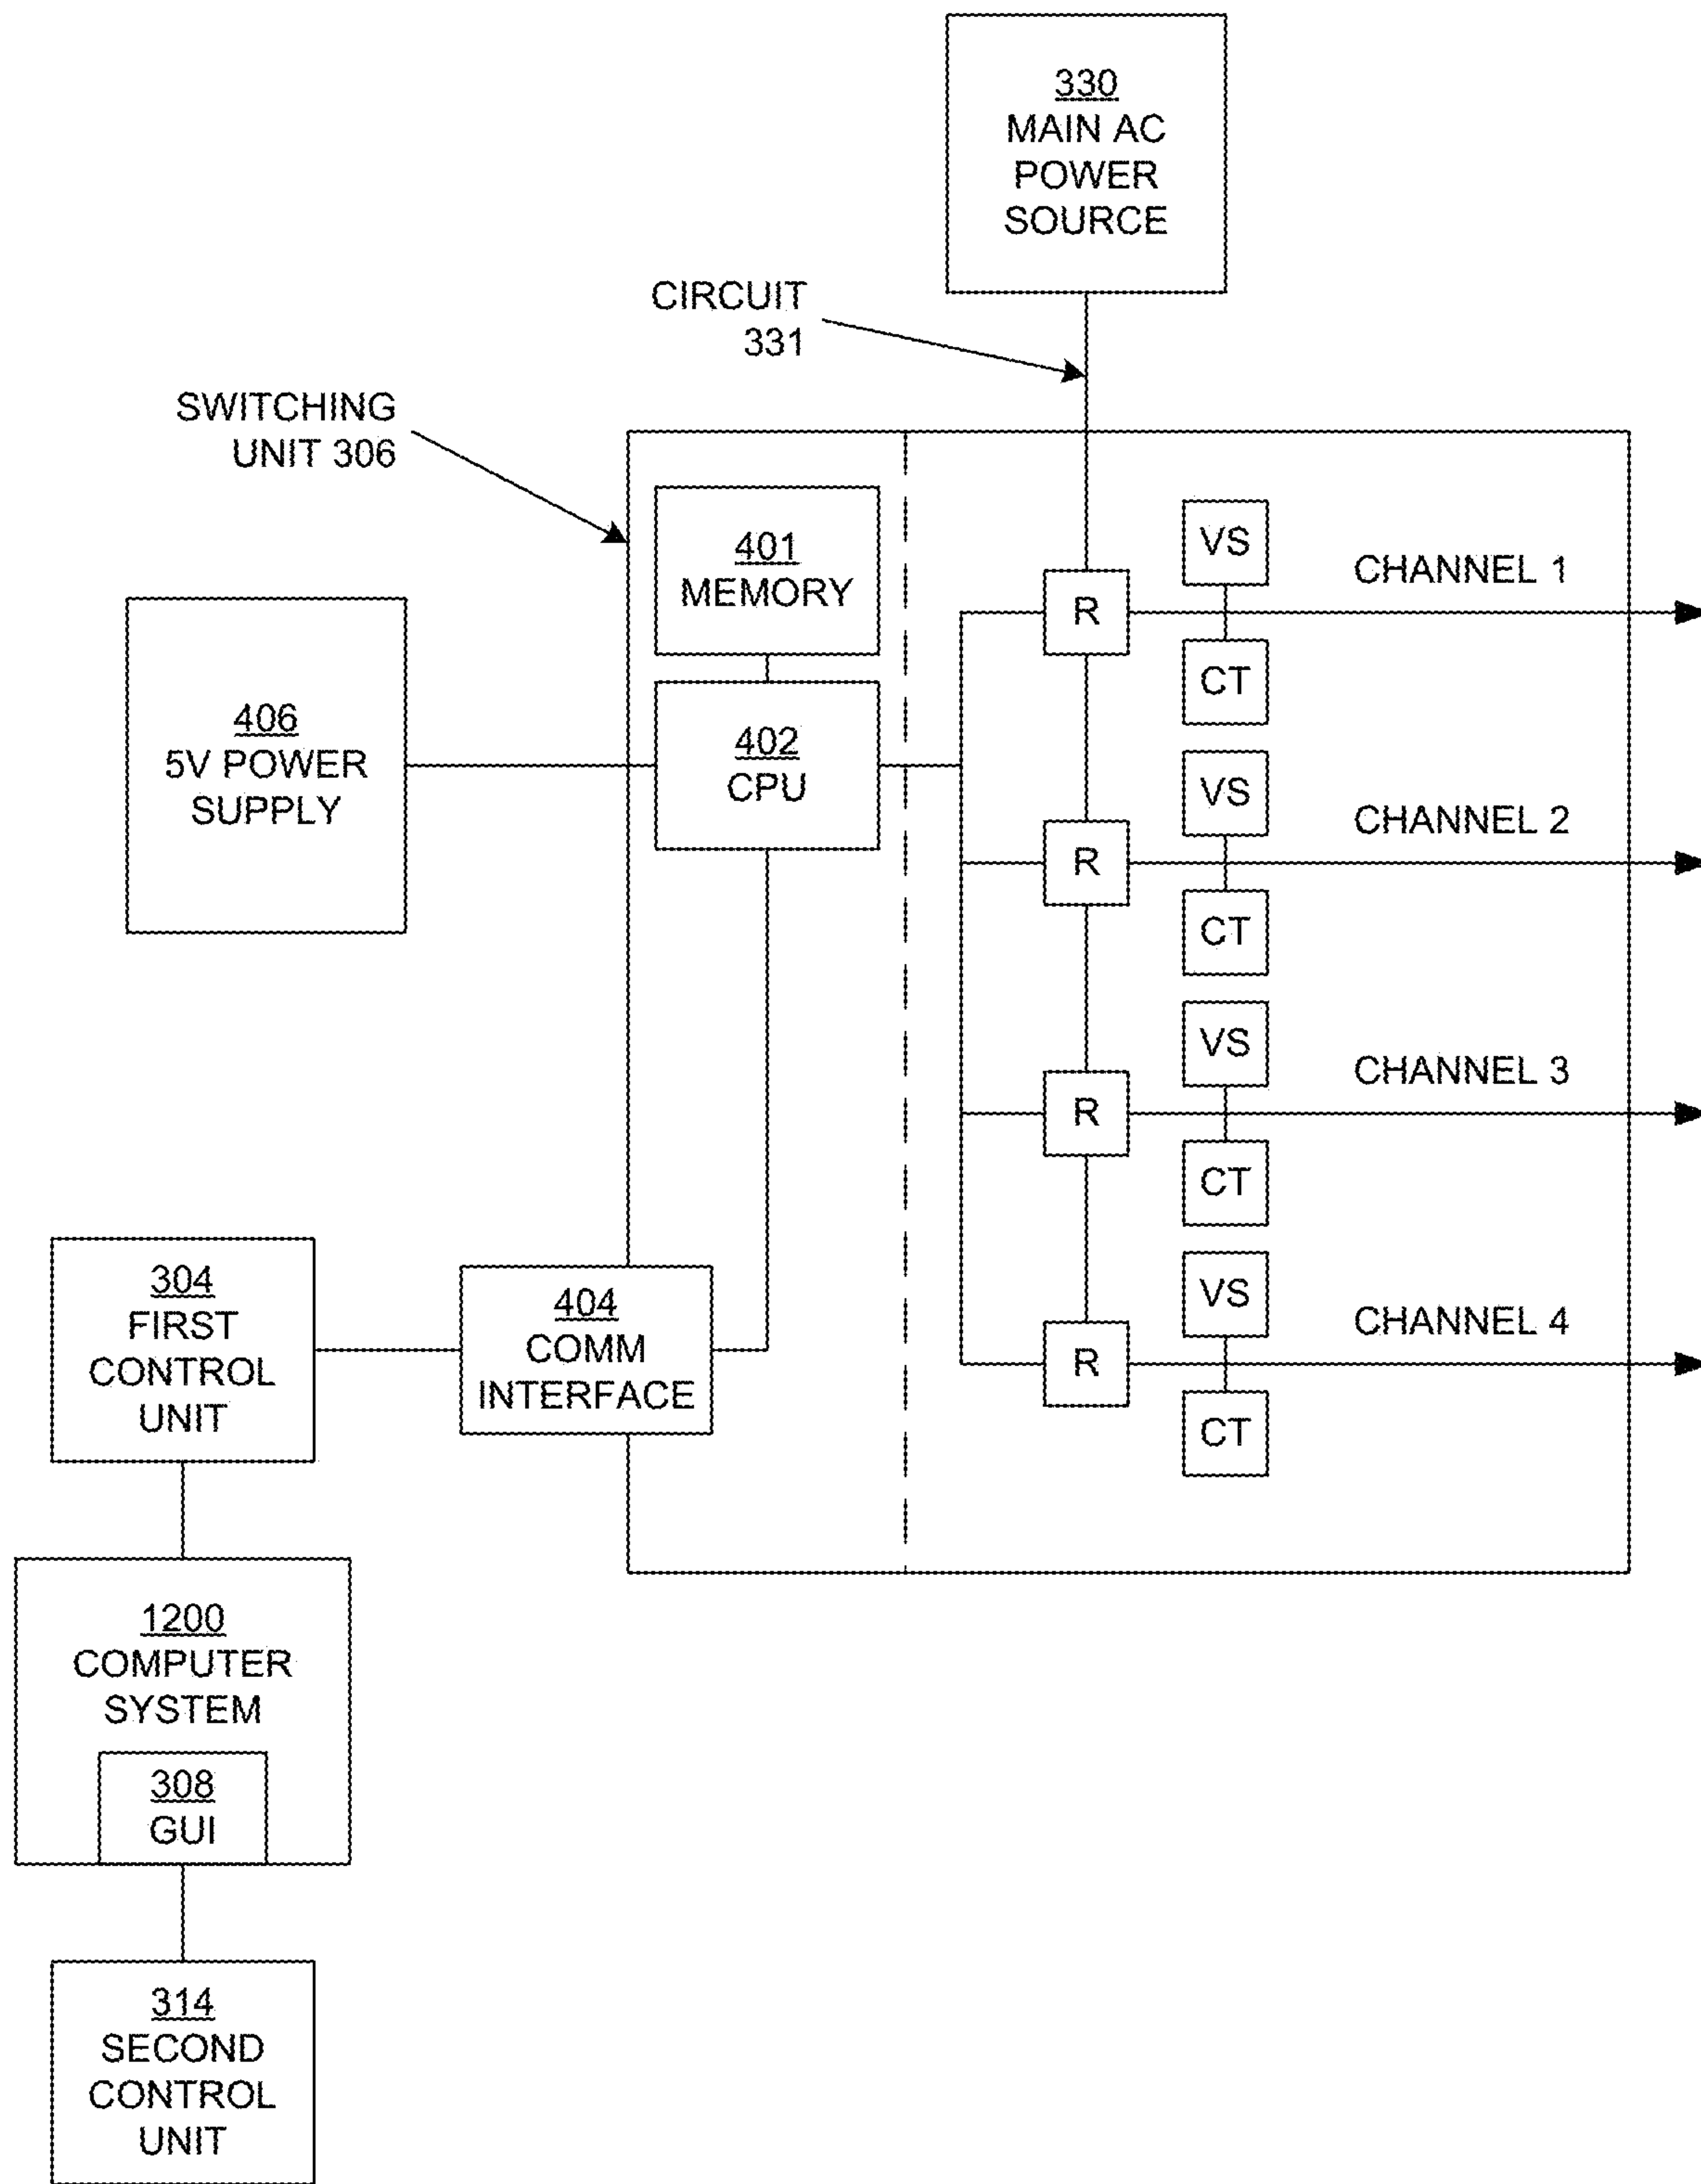 330
MAIN AC
POWER
SOURCE
CIRCUIT
331
SWITCHING
UNIT 306
401
MEMORY
406
5V POWER
SUPPLY
402
CPU
R
VS
CT
CHANNEL 1
R
VS
CT
CHANNEL 2
R
VS
CT
CHANNEL 3
R
VS
CT
CHANNEL 4
304
FIRST
CONTROL
UNIT
404
COMM
INTERFACE
1200
COMPUTER
SYSTEM
308
GUI
314
SECOND
CONTROL
UNIT